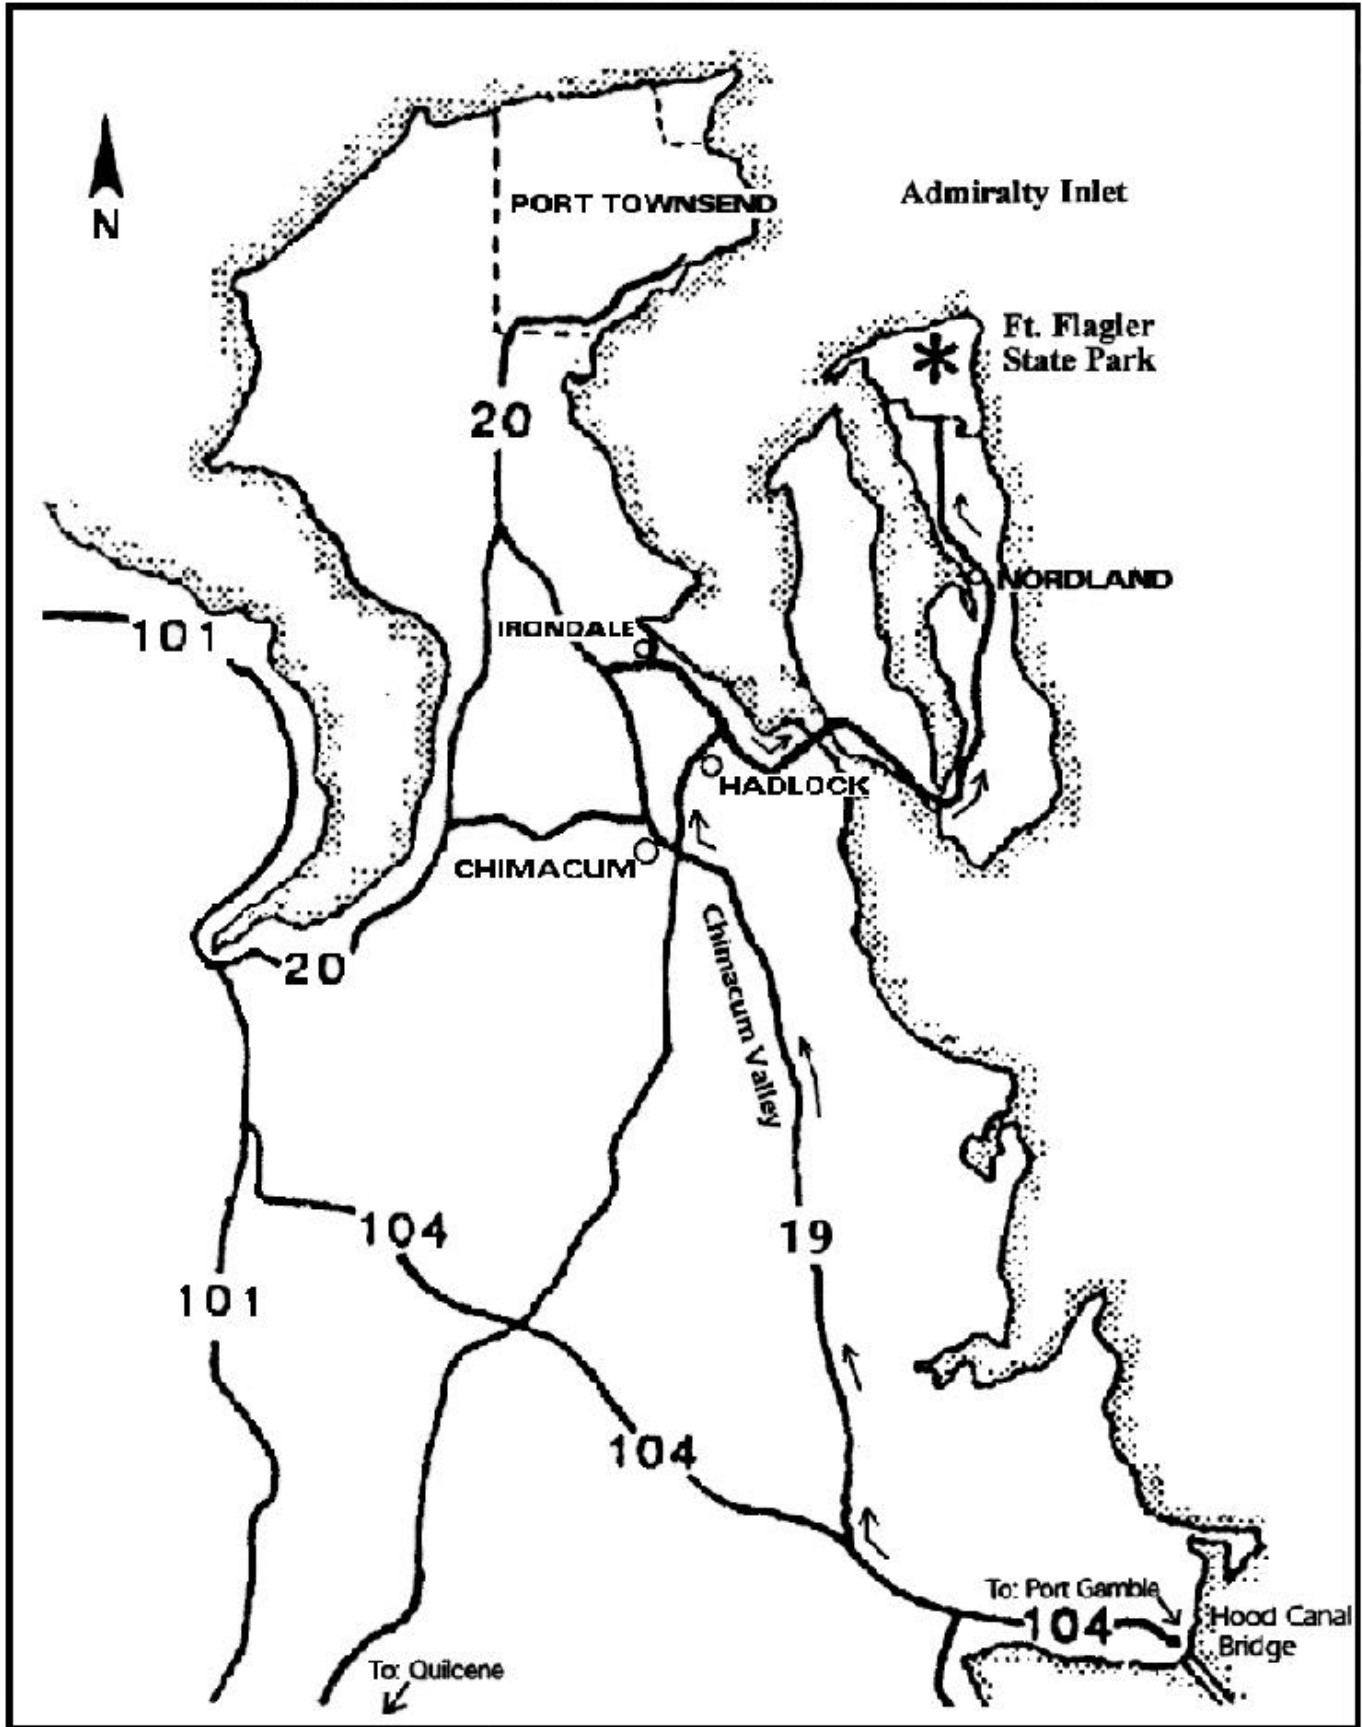 N
PORT TOWNSEND
Admiralty Inlet
Ft. Flagler
State Park
20
NORDLAND
IRONDALE
101
HADLOCK
CHIMACUM
20
Chimacum Valley
104
19
101
104
To: Port Gamble
104
Hood Canal
Bridge
To: Quilcene